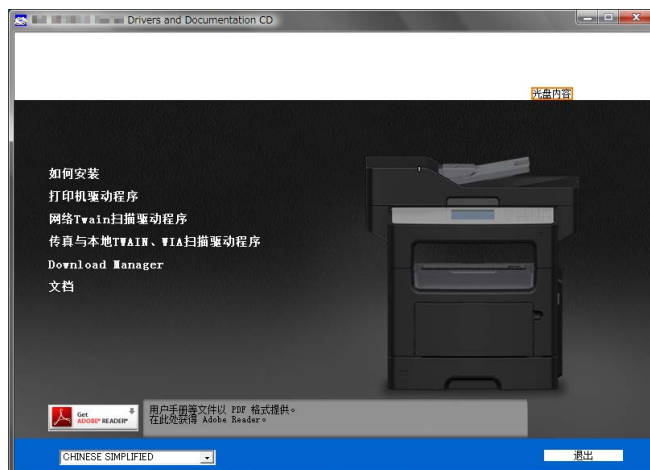 Drivers and Documentation CD
光盘内容
如何安装
打印机驱动程序
网络Twain扫描驱动程序
传真与本地TWAIN、WIA扫描驱动程序
Download Manager
文档
Get
ADOBE® READER®
用户手册等文件以 PDF 格式提供。
在此处获得 Adobe Reader。
CHINESE SIMPLIFIED
退出